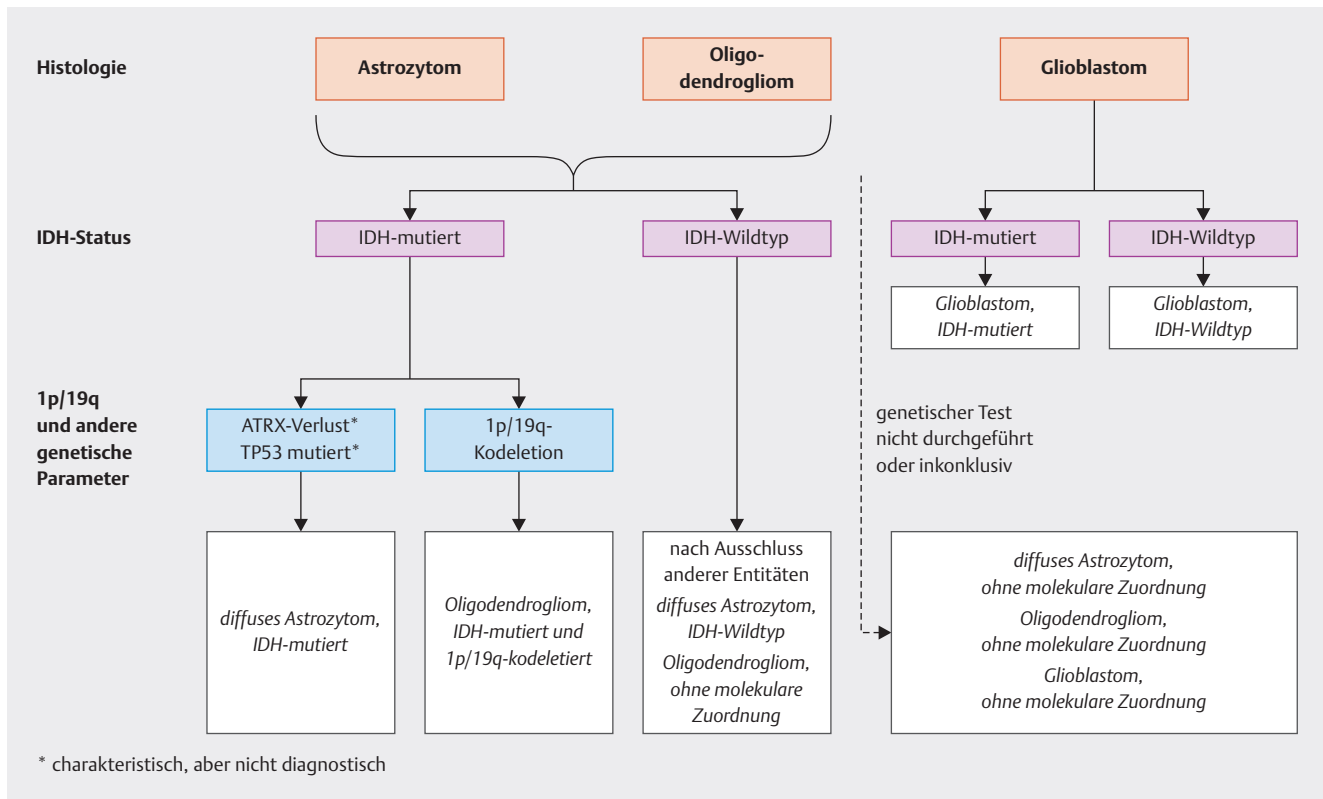 Histologie
Astrozytom
Oligo-
dendrogliom
Glioblastom
IDH-Status
IDH-mutiert
IDH-Wildtyp
IDH-mutiert
IDH-Wildtyp
Glioblastom,
IDH-mutiert
Glioblastom,
IDH-Wildtyp
1p/19q
und andere
genetische
Parameter
ATRX-Verlust*
TP53 mutiert*
1p/19q-
Kodeletion
genetischer Test
nicht durchgeführt
oder inkonklusiv
diffuses Astrozytom,
IDH-mutiert
Oligodendrogliom,
IDH-mutiert und
1p/19q-kodeletiert
nach Ausschluss
anderer Entitäten
diffuses Astrozytom,
IDH-Wildtyp
Oligodendrogliom,
ohne molekulare
Zuordnung
diffuses Astrozytom,
ohne molekulare Zuordnung
Oligodendrogliom,
ohne molekulare Zuordnung
Glioblastom,
ohne molekulare Zuordnung
* charakteristisch, aber nicht diagnostisch